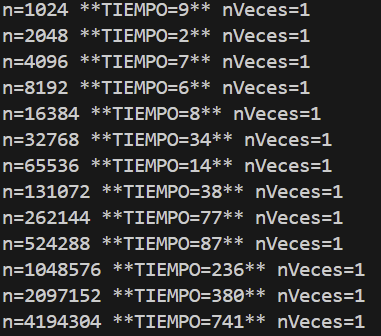 n=1024 **TIEMPO=9** nVeces=1
n=2048 **TIEMPO=2** nVeces=1
n=4096 **TIEMPO=7** nVeces=1
n=8192 **TIEMPO=6** nVeces=1
n=16384 **TIEMPO=8** nVeces=1
n=32768 **TIEMPO=34** nVeces=1
n=65536 **TIEMPO=14** nVeces=1
n=131072 **TIEMPO=38** nVeces=1
n=262144 **TIEMPO=77** nVeces=1
n=524288 **TIEMPO=87** nVeces=1
n=1048576 **TIEMPO=236** nVeces=1
n=2097152 **TIEMPO=380** nVeces=1
n=4194304 **TIEMPO=741** nVeces=1